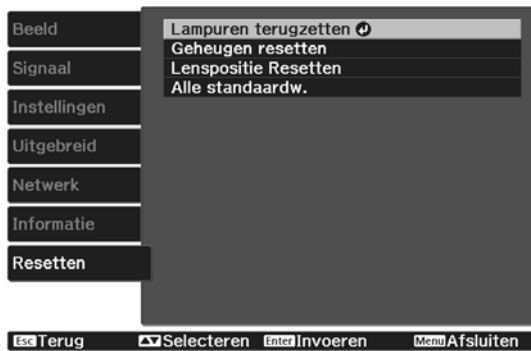 Beeld
Signaal
Instellingen
Uitgebreid
Netwerk
Informatie
Resetten
Lampuren terugzetten
Geheugen resetten
Lenspositie Resetten
Alle standaardw.
Esc Terug Selecteren Enter Invoeren Menu Afsluiten